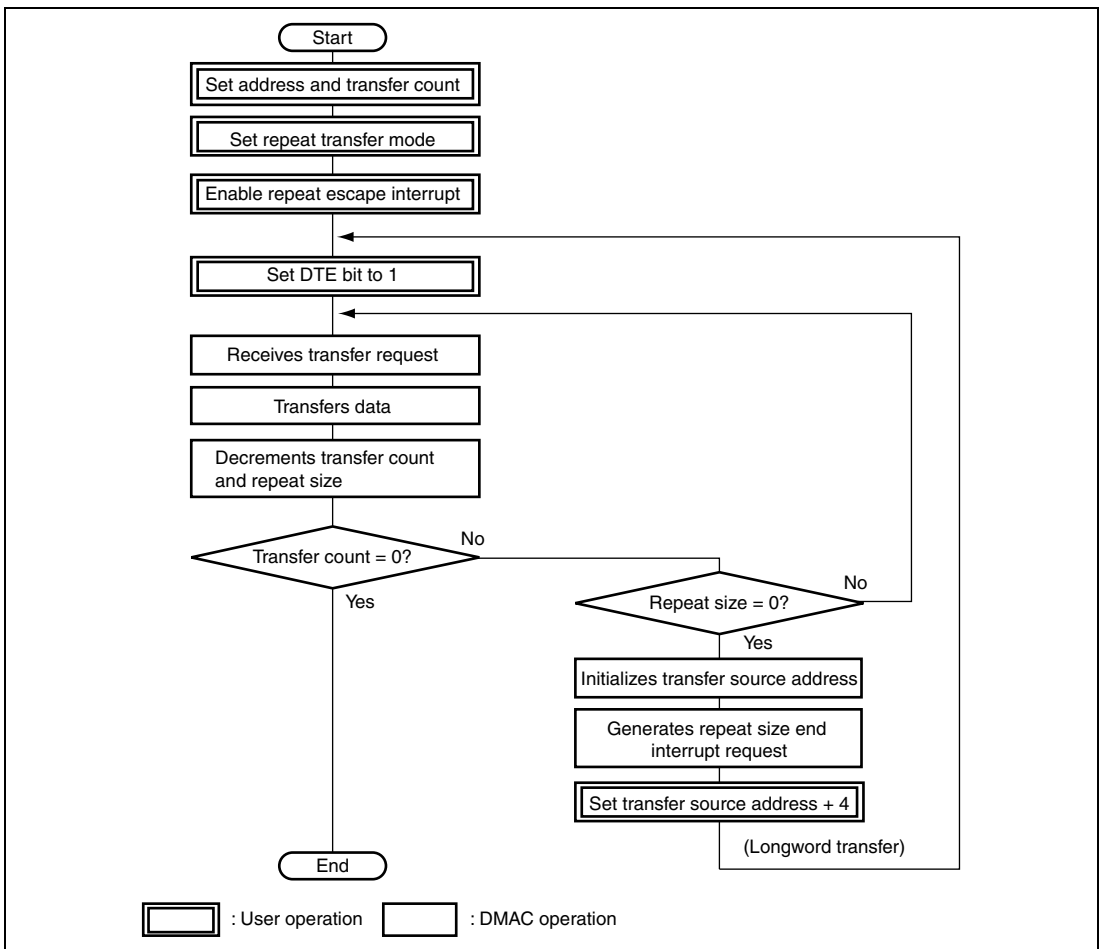 Start
Set address and transfer count
Set repeat transfer mode
Enable repeat escape interrupt
Set DTE bit to 1
Receives transfer request
Transfers data
Decrements transfer count
and repeat size
Transfer count = 0?
No
Yes
Repeat size = 0?
No
Yes
Initializes transfer source address
Generates repeat size end
interrupt request
Set transfer source address + 4
(Longword transfer)
End
: User operation
: DMAC operation